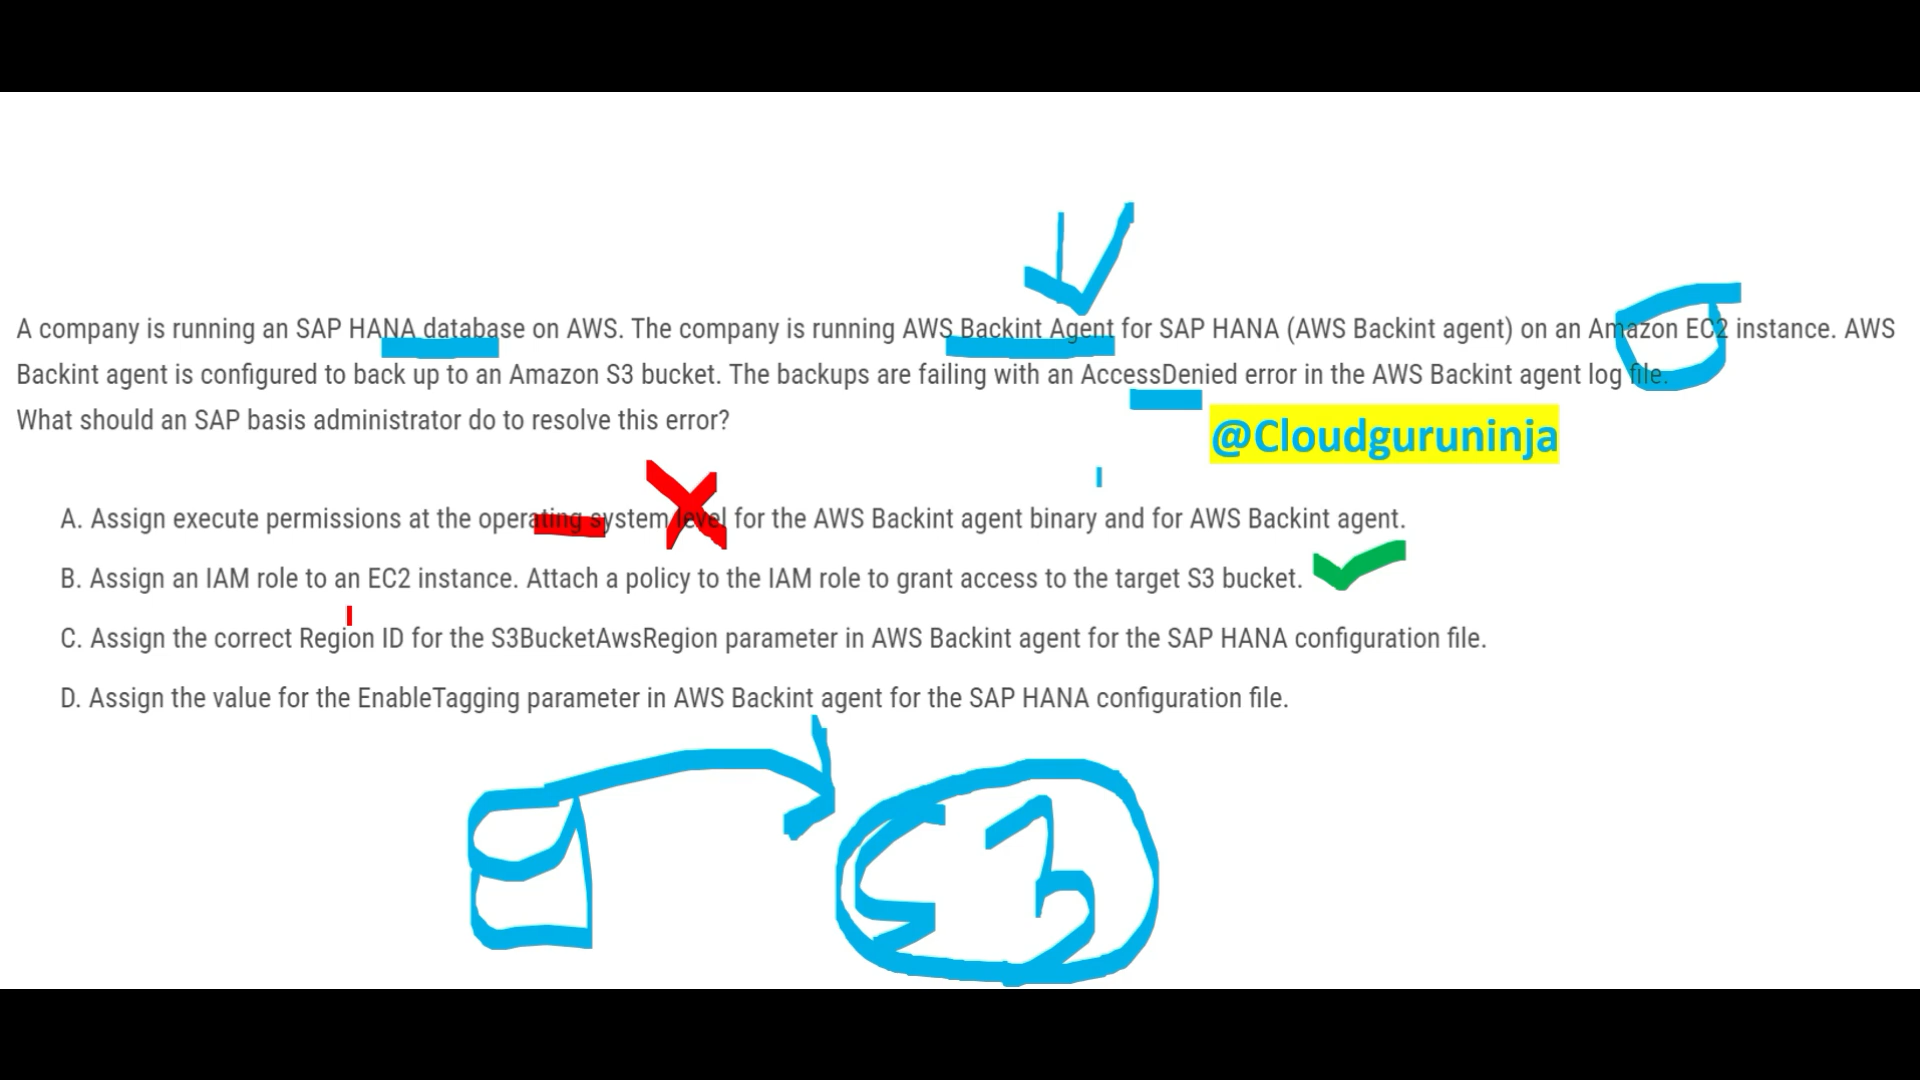 A company is running an SAP HANA database on AWS. The company is running AWS Backint Agent for SAP HANA (AWS Backint agent) on an Amazon EC2 instance. AWS
Backint agent is configured to back up to an Amazon S3 bucket. The backups are failing with an AccessDenied error in the AWS Backint agent log file.
What should an SAP basis administrator do to resolve this error?
@Cloudguruninja
A. Assign execute permissions at the operating system level for the AWS Backint agent binary and for AWS Backint agent.
B. Assign an IAM role to an EC2 instance. Attach a policy to the IAM role to grant access to the target S3 bucket.
C. Assign the correct Region ID for the S3BucketAwsRegion parameter in AWS Backint agent for the SAP HANA configuration file.
D. Assign the value for the EnableTagging parameter in AWS Backint agent for the SAP HANA configuration file.
S3